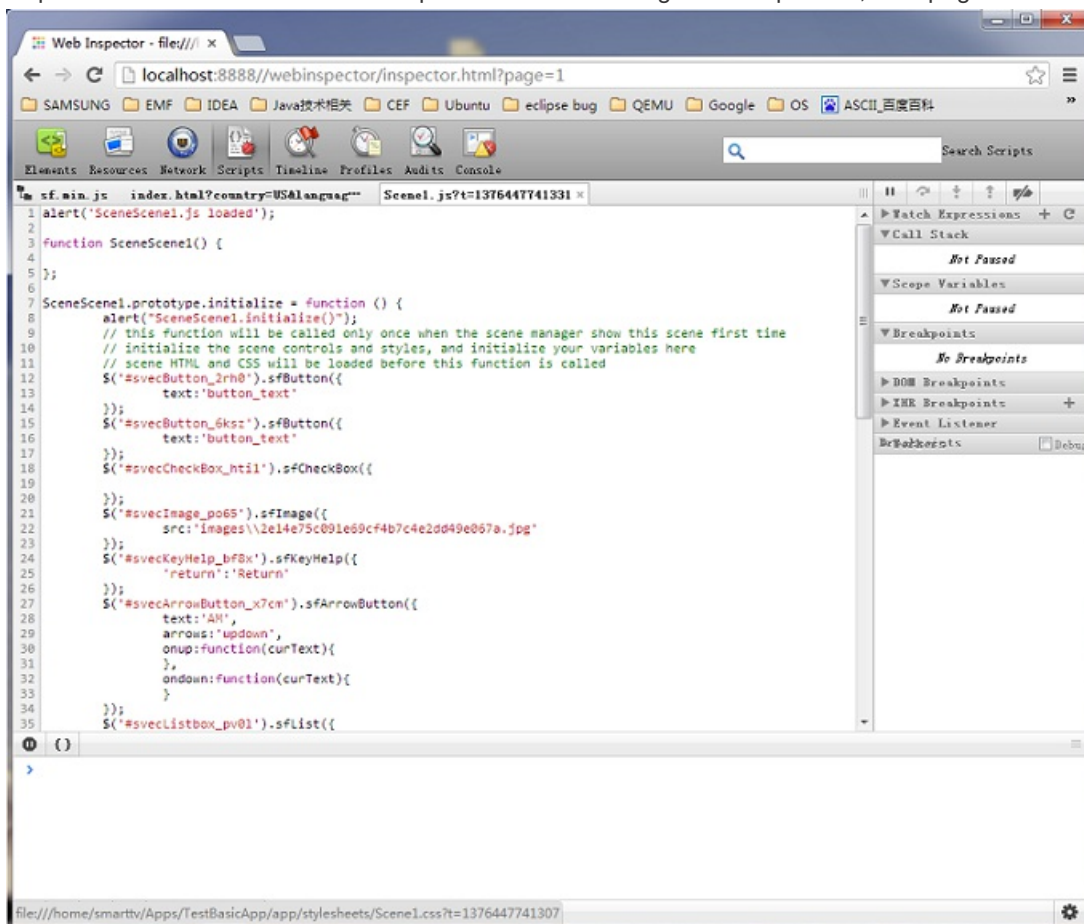 Web Inspector - file:///
localhost:8888//webinspector/inspector.html?page=1
SAMSUNG EMF IDEA Java技术相关 CEF Ubuntu eclipse bug QEMU Google OS ASCII_百度百科 »
Elements Resources Network Scripts Timeline Profiles Audits Console Search Scripts
sf.min.js index.html?country=US&languag… Scene1.js?t=1376447741331 ×
1 alert('SceneScene1.js loaded');
2
3 function SceneScene1() {
4
5 };
6
7 SceneScene1.prototype.initialize = function () {
8 alert("SceneScene1.initialize()");
9 // this function will be called only once when the scene manager show this scene first time
10 // initialize the scene controls and styles, and initialize your variables here
11 // scene HTML and CSS will be loaded before this function is called
12 $('#svecButton_2rh0').sfButton({
13 text:'button_text'
14 });
15 $('#svecButton_6ksz').sfButton({
16 text:'button_text'
17 });
18 $('#svecCheckBox_htil').sfCheckBox({
19
20 });
21 $('#svecImage_po65').sfImage({
22 src:'images\\2e14e75c091e69cf4b7c4e2dd49e067a.jpg'
23 });
24 $('#svecKeyHelp_bf8x').sfKeyHelp({
25 'return':'Return'
26 });
27 $('#svecArrowButton_x7cm').sfArrowButton({
28 text:'AM',
29 arrows:'updown',
30 onup:function(curText){
31 },
32 ondown:function(curText){
33 }
34 });
35 $('#svecListbox_pv01').sfList({
Watch Expressions + C
Call Stack
Not Paused
Scope Variables
Not Paused
Breakpoints
No Breakpoints
DOM Breakpoints
XHR Breakpoints +
Event Listener
Debu
{}
>
file:///home/smarttv/Apps/TestBasicApp/app/stylesheets/Scene1.css?t=1376447741307